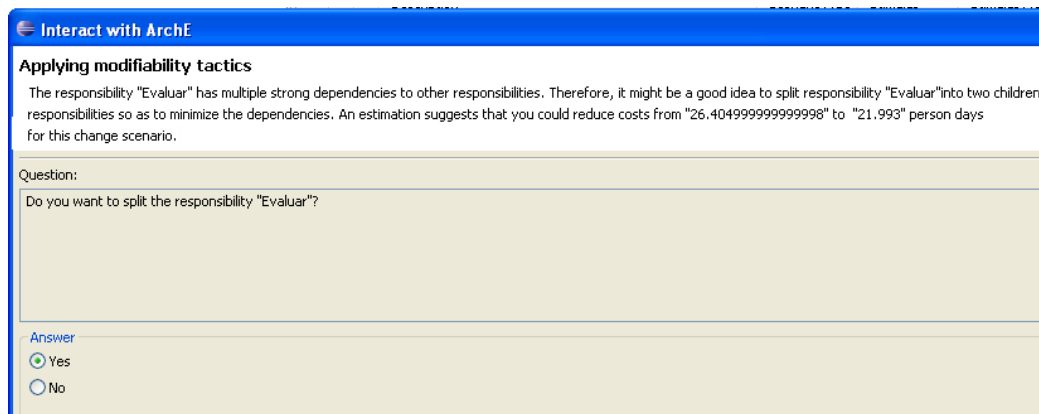 Interact with ArchE
Applying modifiability tactics
The responsibility "Evaluar" has multiple strong dependencies to other responsibilities. Therefore, it might be a good idea to split responsibility "Evaluar"into two children
responsibilities so as to minimize the dependencies. An estimation suggests that you could reduce costs from "26.404999999999998" to "21.993" person days
for this change scenario.
Question:
Do you want to split the responsibility "Evaluar"?
Answer
Yes
No